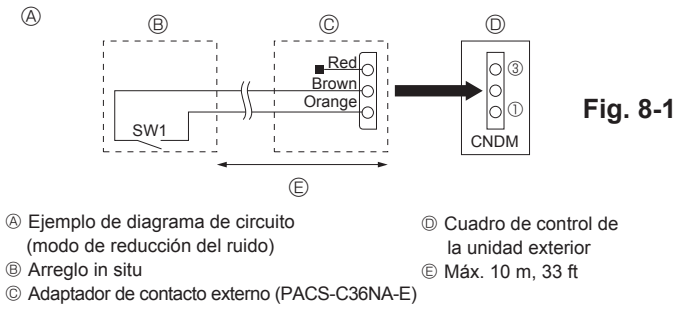 Ⓐ
Ⓑ
Ⓒ
Ⓓ
Red
Brown
Orange
SW1
③
①
CNDM
Fig. 8-1
Ⓔ
Ⓐ Ejemplo de diagrama de circuito
(modo de reducción del ruido)
Ⓑ Arreglo in situ
Ⓒ Adaptador de contacto externo (PACS-C36NA-E)
Ⓓ Cuadro de control de
la unidad exterior
Ⓔ Máx. 10 m, 33 ft